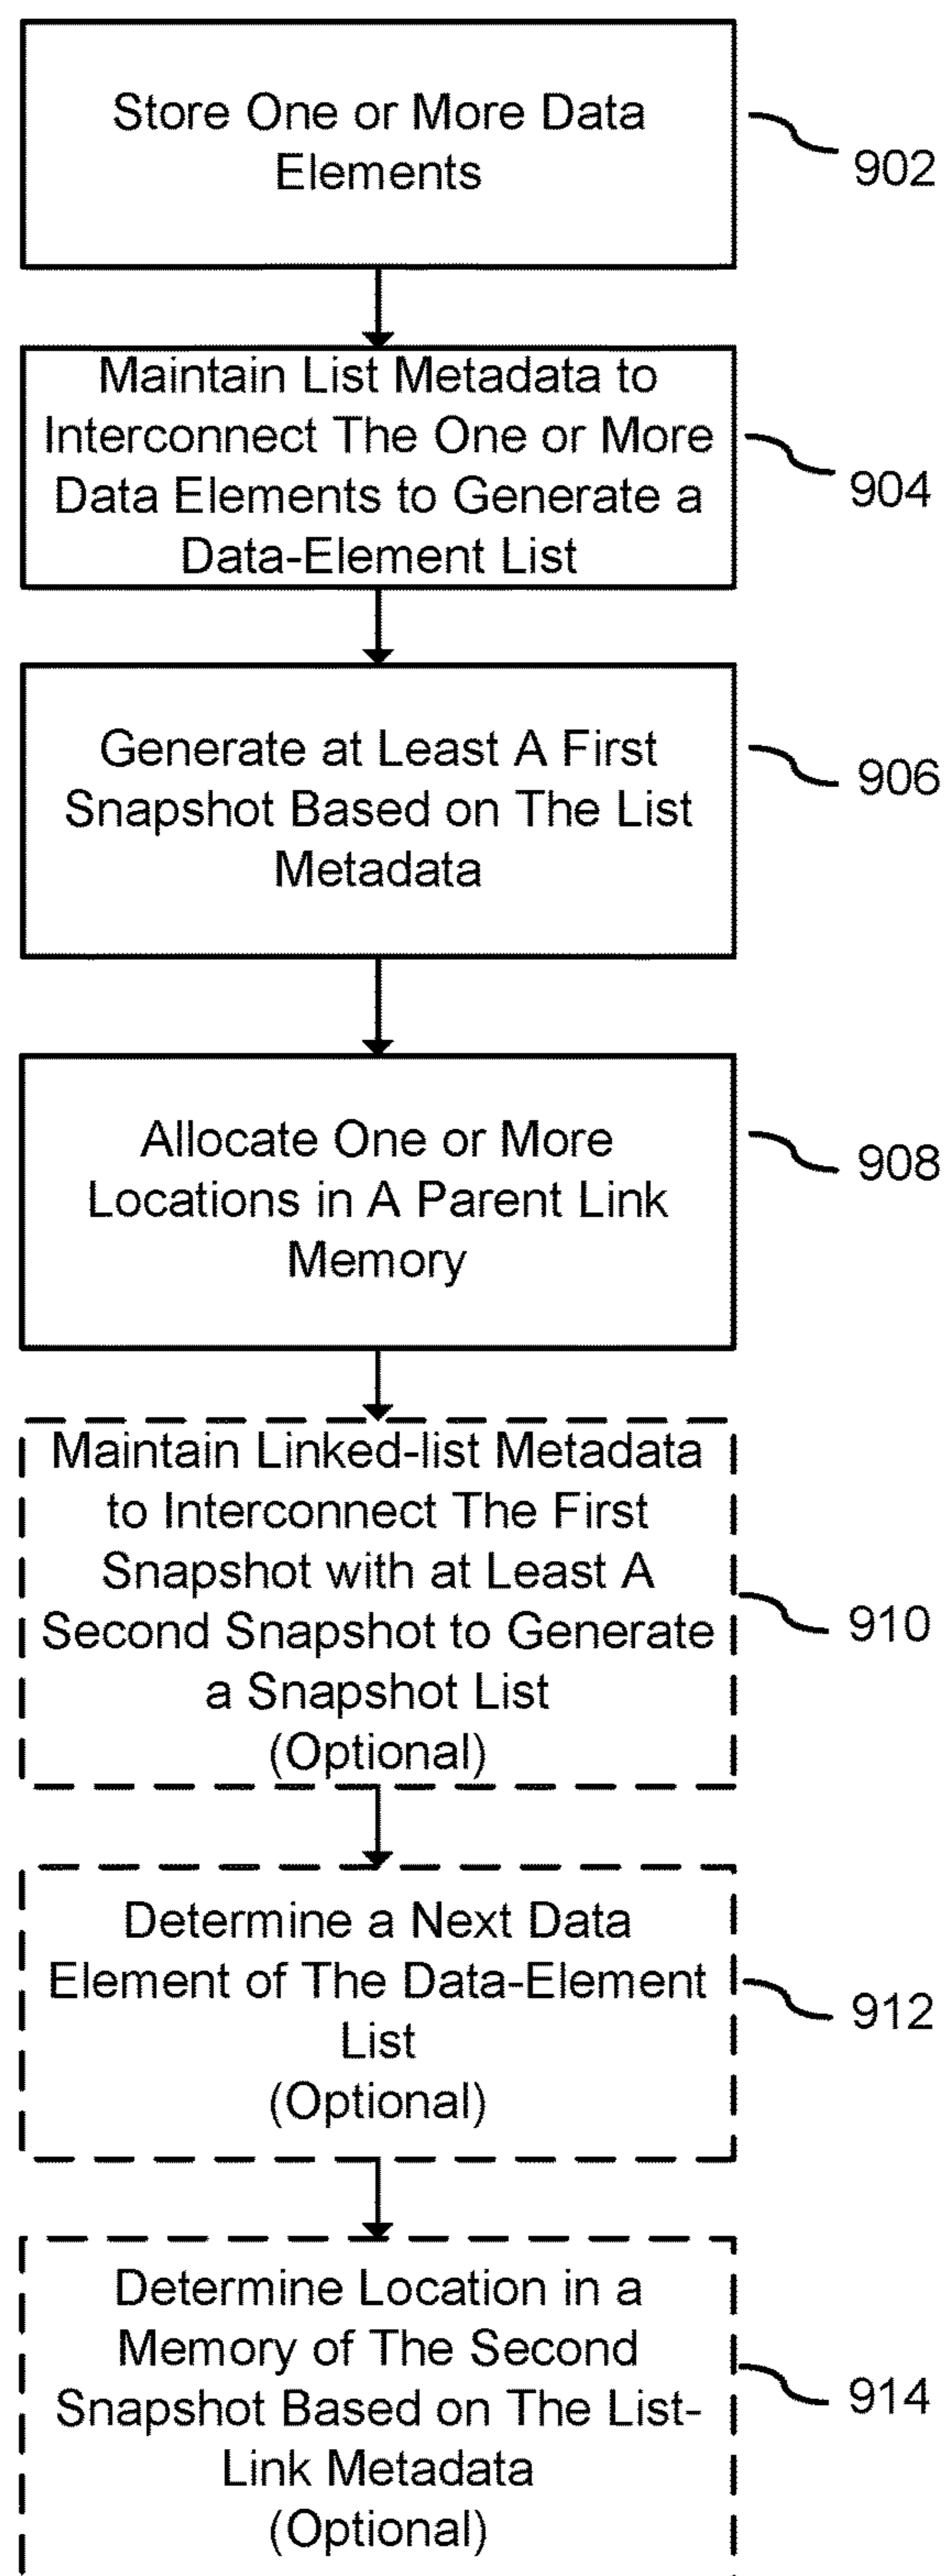 Store One or More Data
Elements
902
Maintain List Metadata to
Interconnect The One or More
Data Elements to Generate a
Data-Element List
904
Generate at Least A First
Snapshot Based on The List
Metadata
906
Allocate One or More
Locations in A Parent Link
Memory
908
Maintain Linked-list Metadata
to Interconnect The First
Snapshot with at Least A
Second Snapshot to Generate
a Snapshot List
(Optional)
910
Determine a Next Data
Element of The Data-Element
List
(Optional)
912
Determine Location in a
Memory of The Second
Snapshot Based on The List-
Link Metadata
(Optional)
914